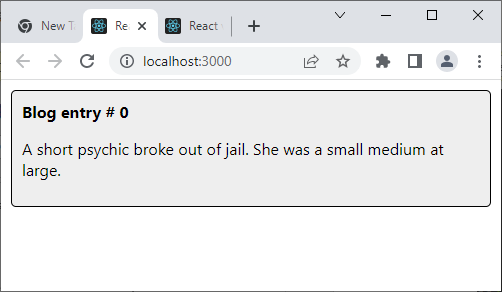 New T
Re
React
localhost:3000
Blog entry # 0
A short psychic broke out of jail. She was a small medium at
large.